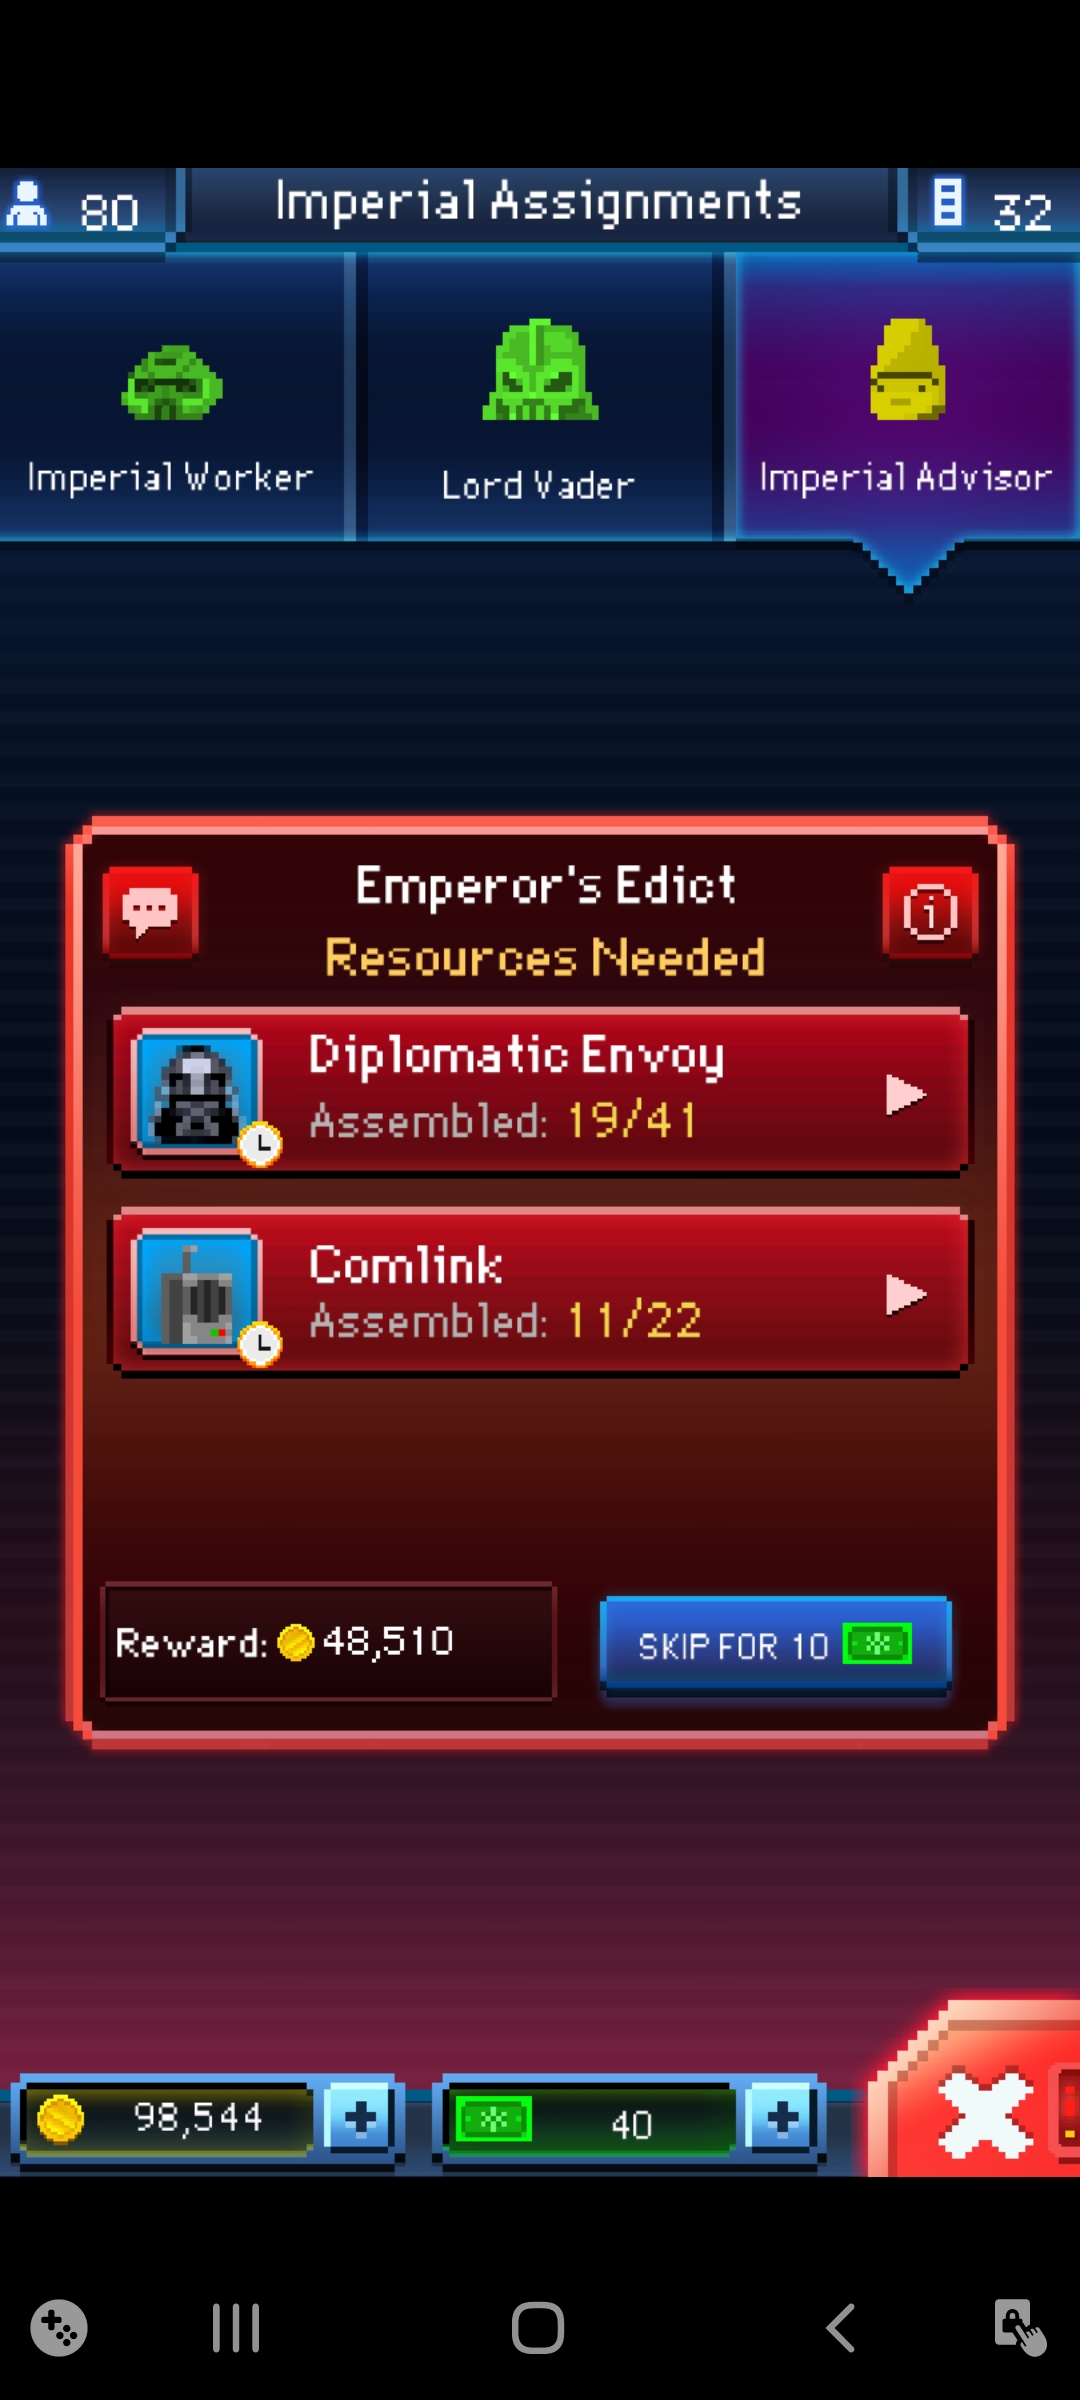 80
Imperial Assignments
32
Imperial Worker
Lord Vader
Imperial Advisor
Emperor's Edict
Resources Needed
Diplomatic Envoy
Assembled: 19/41
Comlink
Assembled: 11/22
Reward: 48,510
SKIP FOR 10
98,544
40